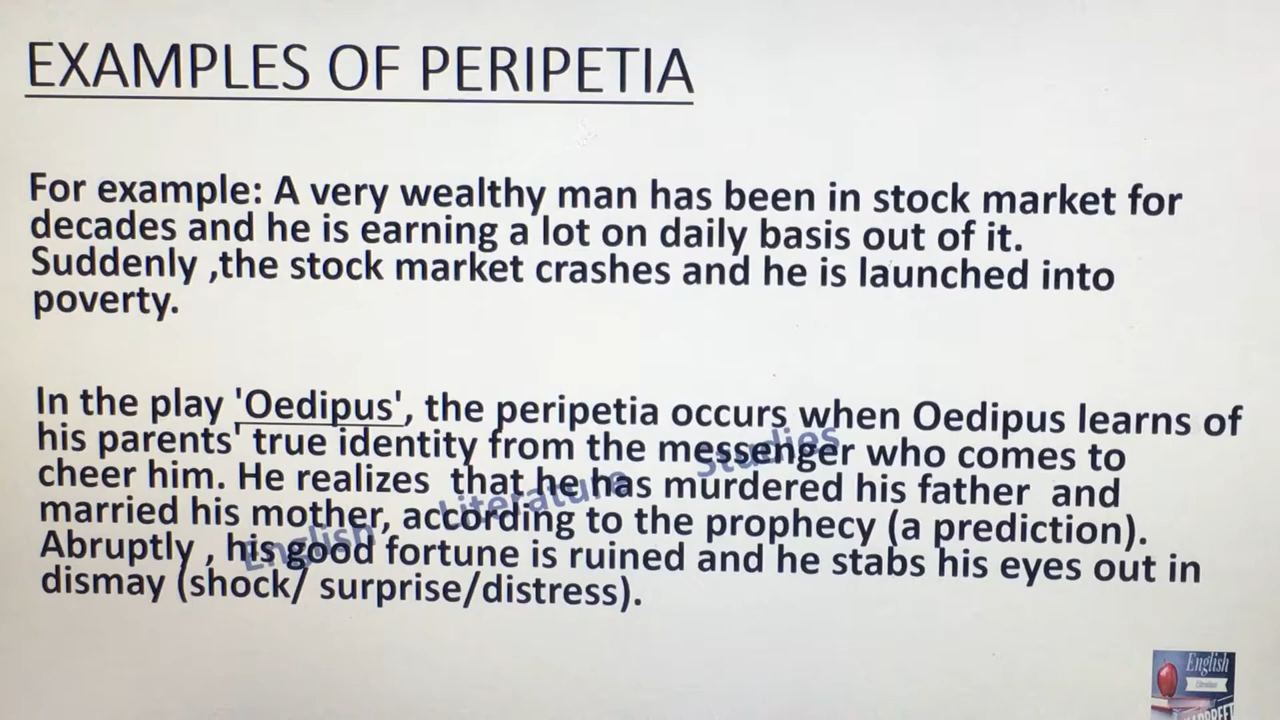 EXAMPLES OF PERIPETIA
For example: A very wealthy man has been in stock market for
decades and he is earning a lot on daily basis out of it.
Suddenly ,the stock market crashes and he is launched into
poverty.
In the play 'Oedipus', the peripetia occurs when Oedipus learns of
his parents' true identity from the messenger who comes to
cheer him. He realizes  that he has murdered his father  and
married his mother, according to the prophecy (a prediction).
Abruptly , his good fortune is ruined and he stabs his eyes out in
dismay (shock/ surprise/distress).
English Literature Studies
English